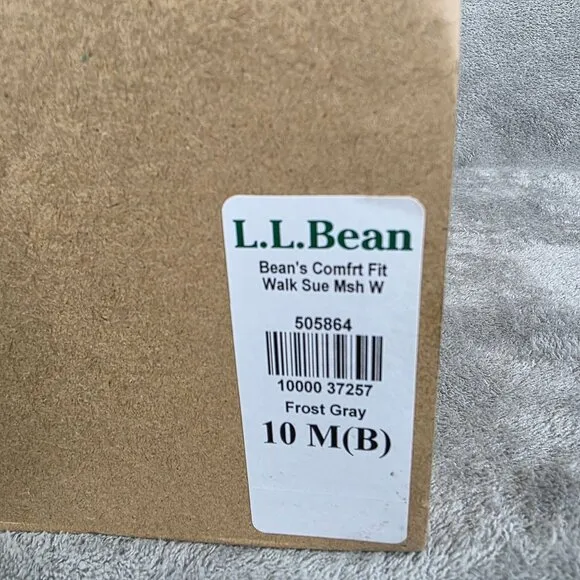 L.L.Bean
Bean's Comfrt Fit
Walk Sue Msh W
505864
10000 37257
Frost Gray
10 M(B)